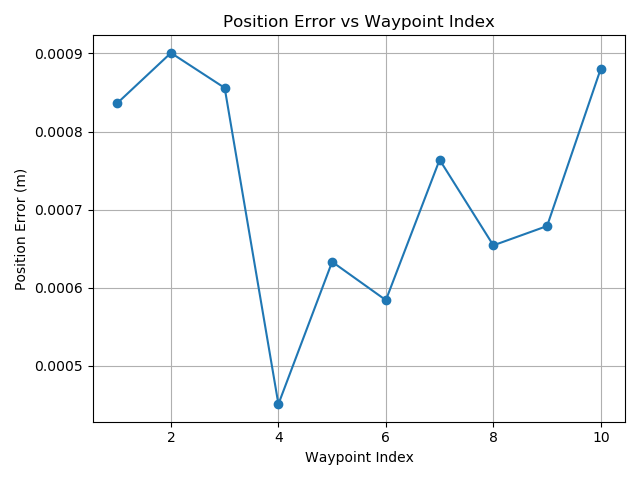 Position Error vs Waypoint Index
0.0009
0.0008
0.0007
0.0006
0.0005
Position Error (m)
2 4 6 8 10
Waypoint Index